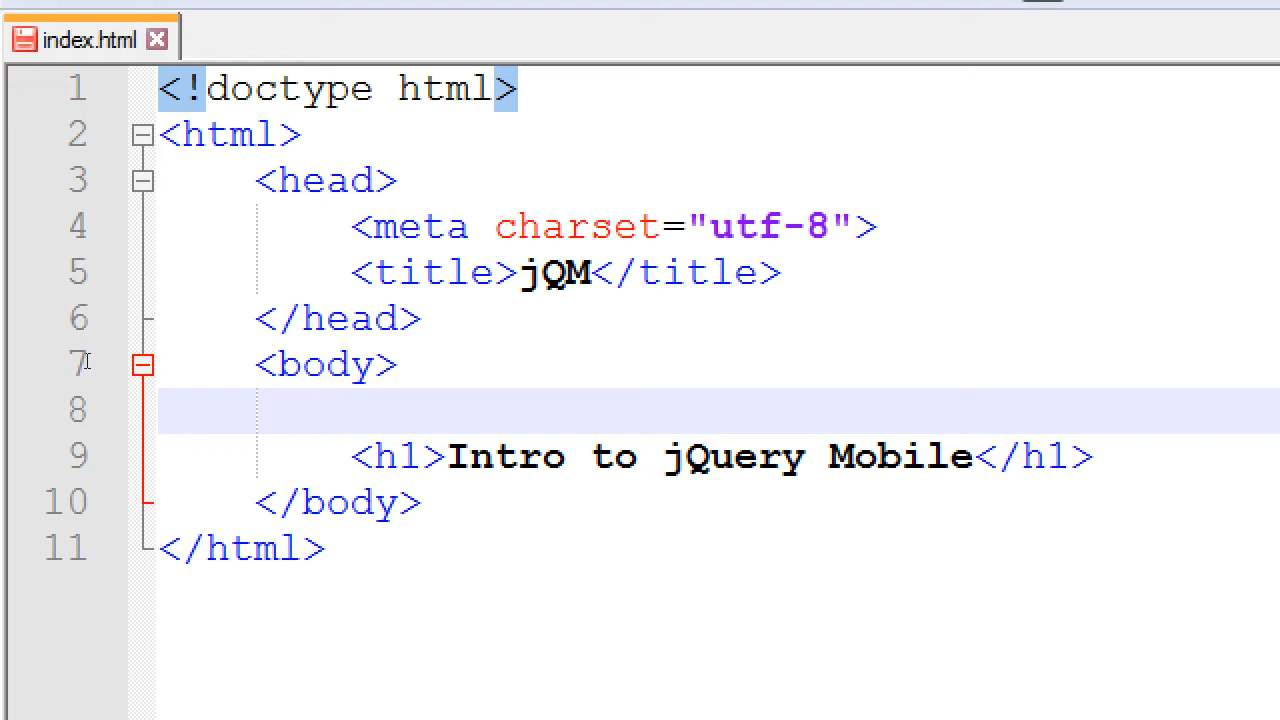 index.html
1 <!doctype html>
2 <html>
3 <head>
4 <meta charset="utf-8">
5 <title>jQM</title>
6 </head>
7 <body>
8
9 <h1>Intro to jQuery Mobile</h1>
10 </body>
11 </html>